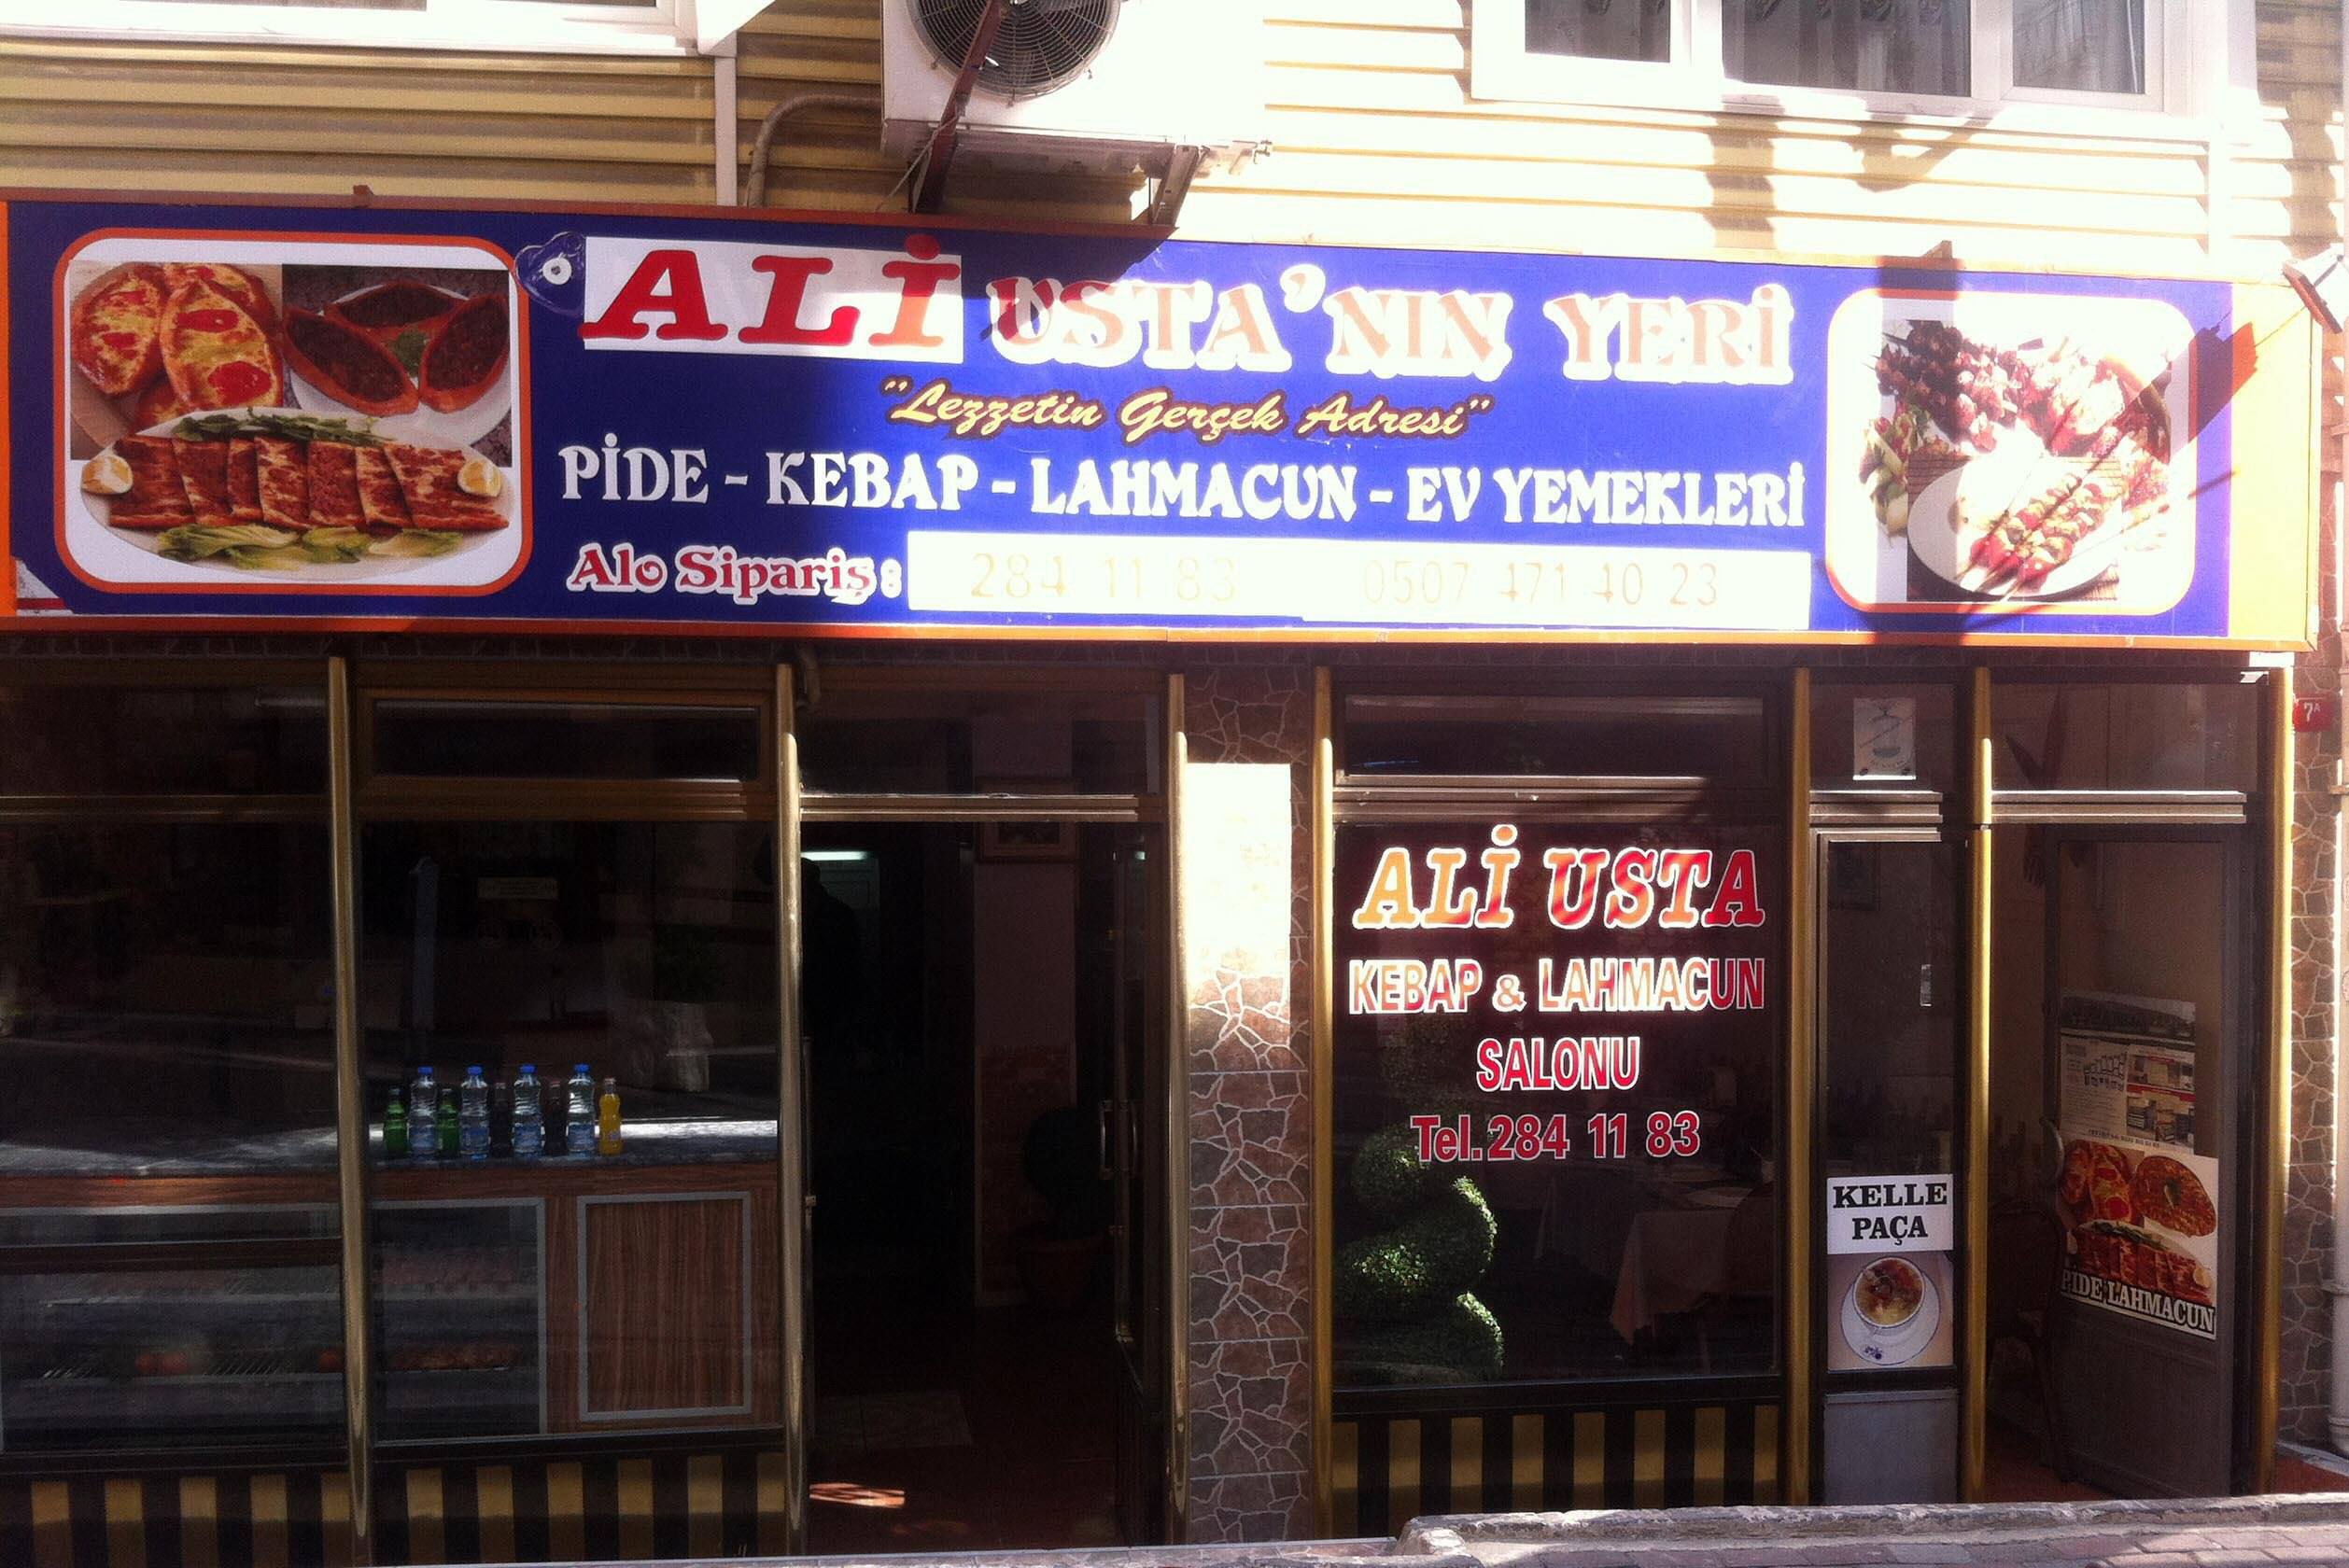 ALİ USTA'NIN YERİ
"Lezzetin Gerçek Adresi"
PİDE - KEBAP - LAHMACUN - EV YEMEKLERİ
Alo Sipariş: 284 11 83 0507 471 40 23
7A
ALİ USTA
KEBAP & LAHMACUN
SALONU
Tel. 284 11 83
KELLE
PAÇA
PİDE LAHMACUN